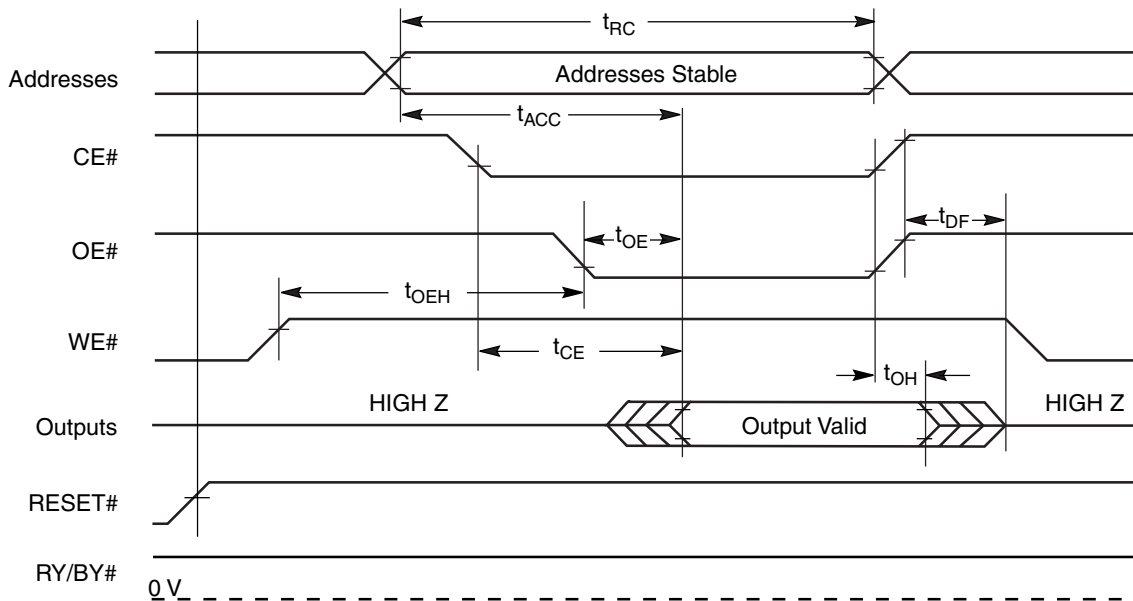 tRC
Addresses
Addresses Stable
tACC
CE#
tDF
tOE
OE#
tOEH
WE#
tCE
tOH
HIGH Z
HIGH Z
Outputs
Output Valid
RESET#
RY/BY#
0 V